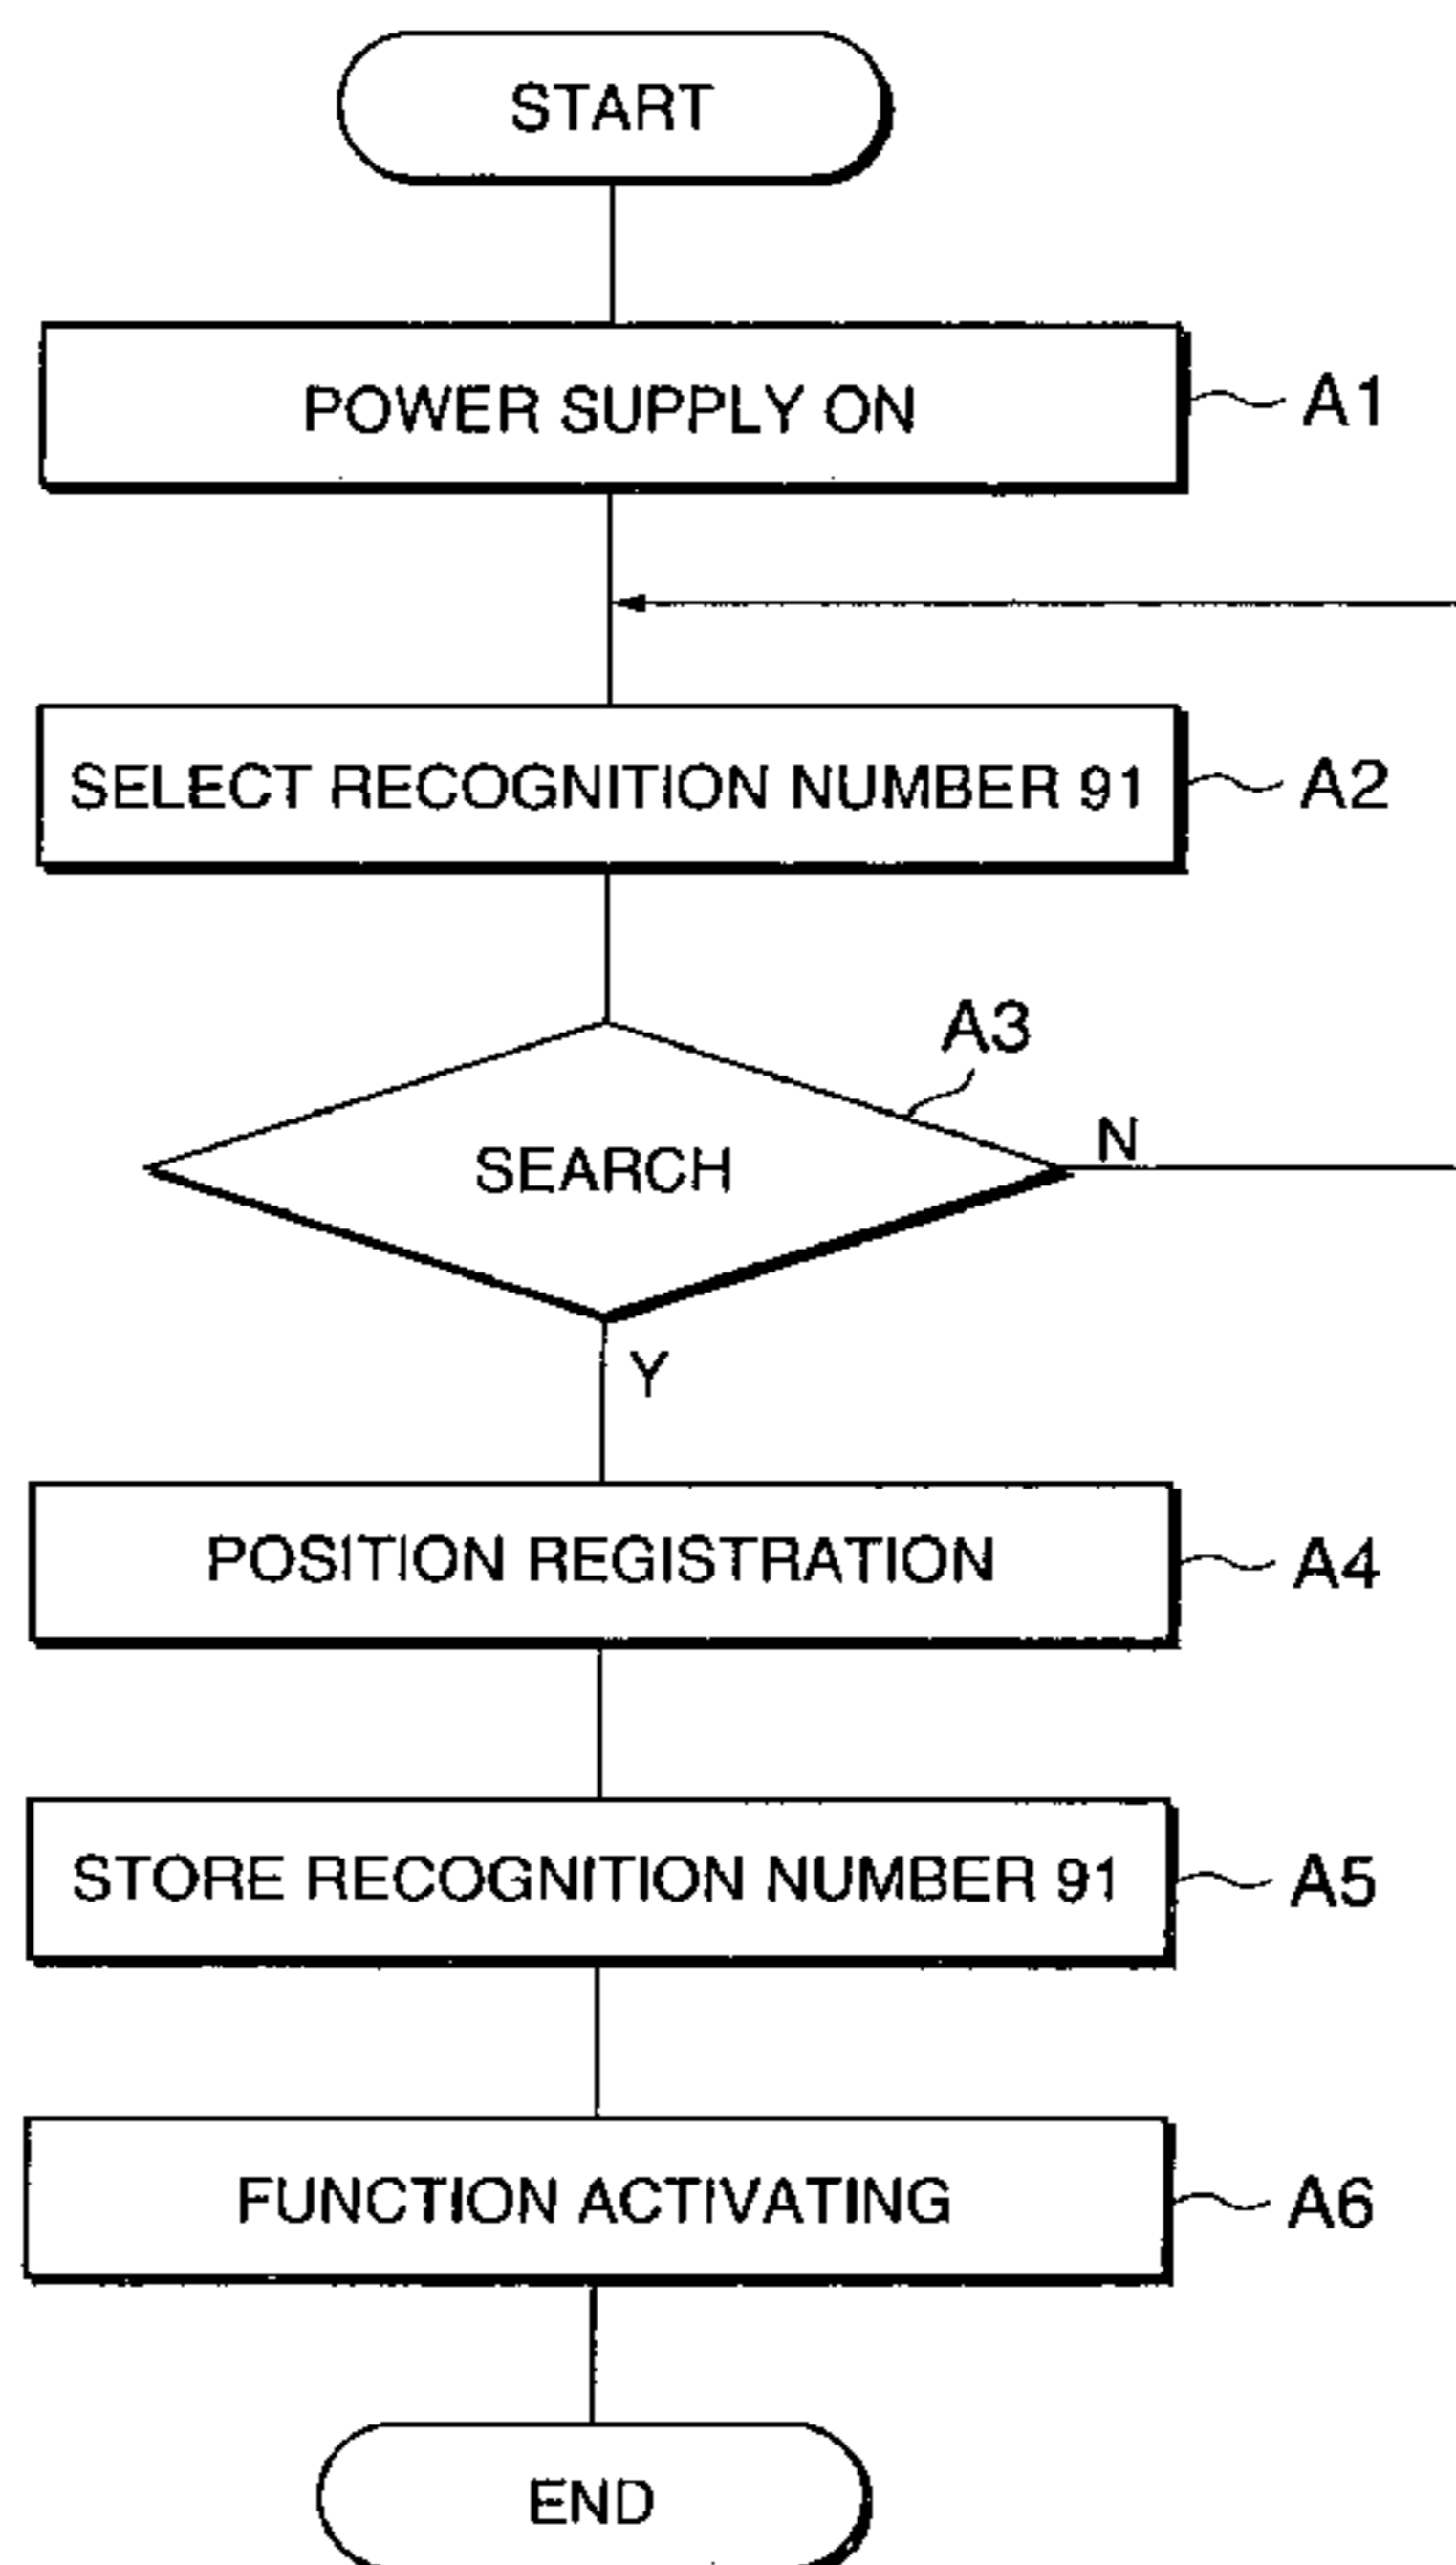 START
POWER SUPPLY ON
A1
SELECT RECOGNITION NUMBER 91
A2
A3
SEARCH
N
Y
POSITION REGISTRATION
A4
STORE RECOGNITION NUMBER 91
A5
FUNCTION ACTIVATING
A6
END